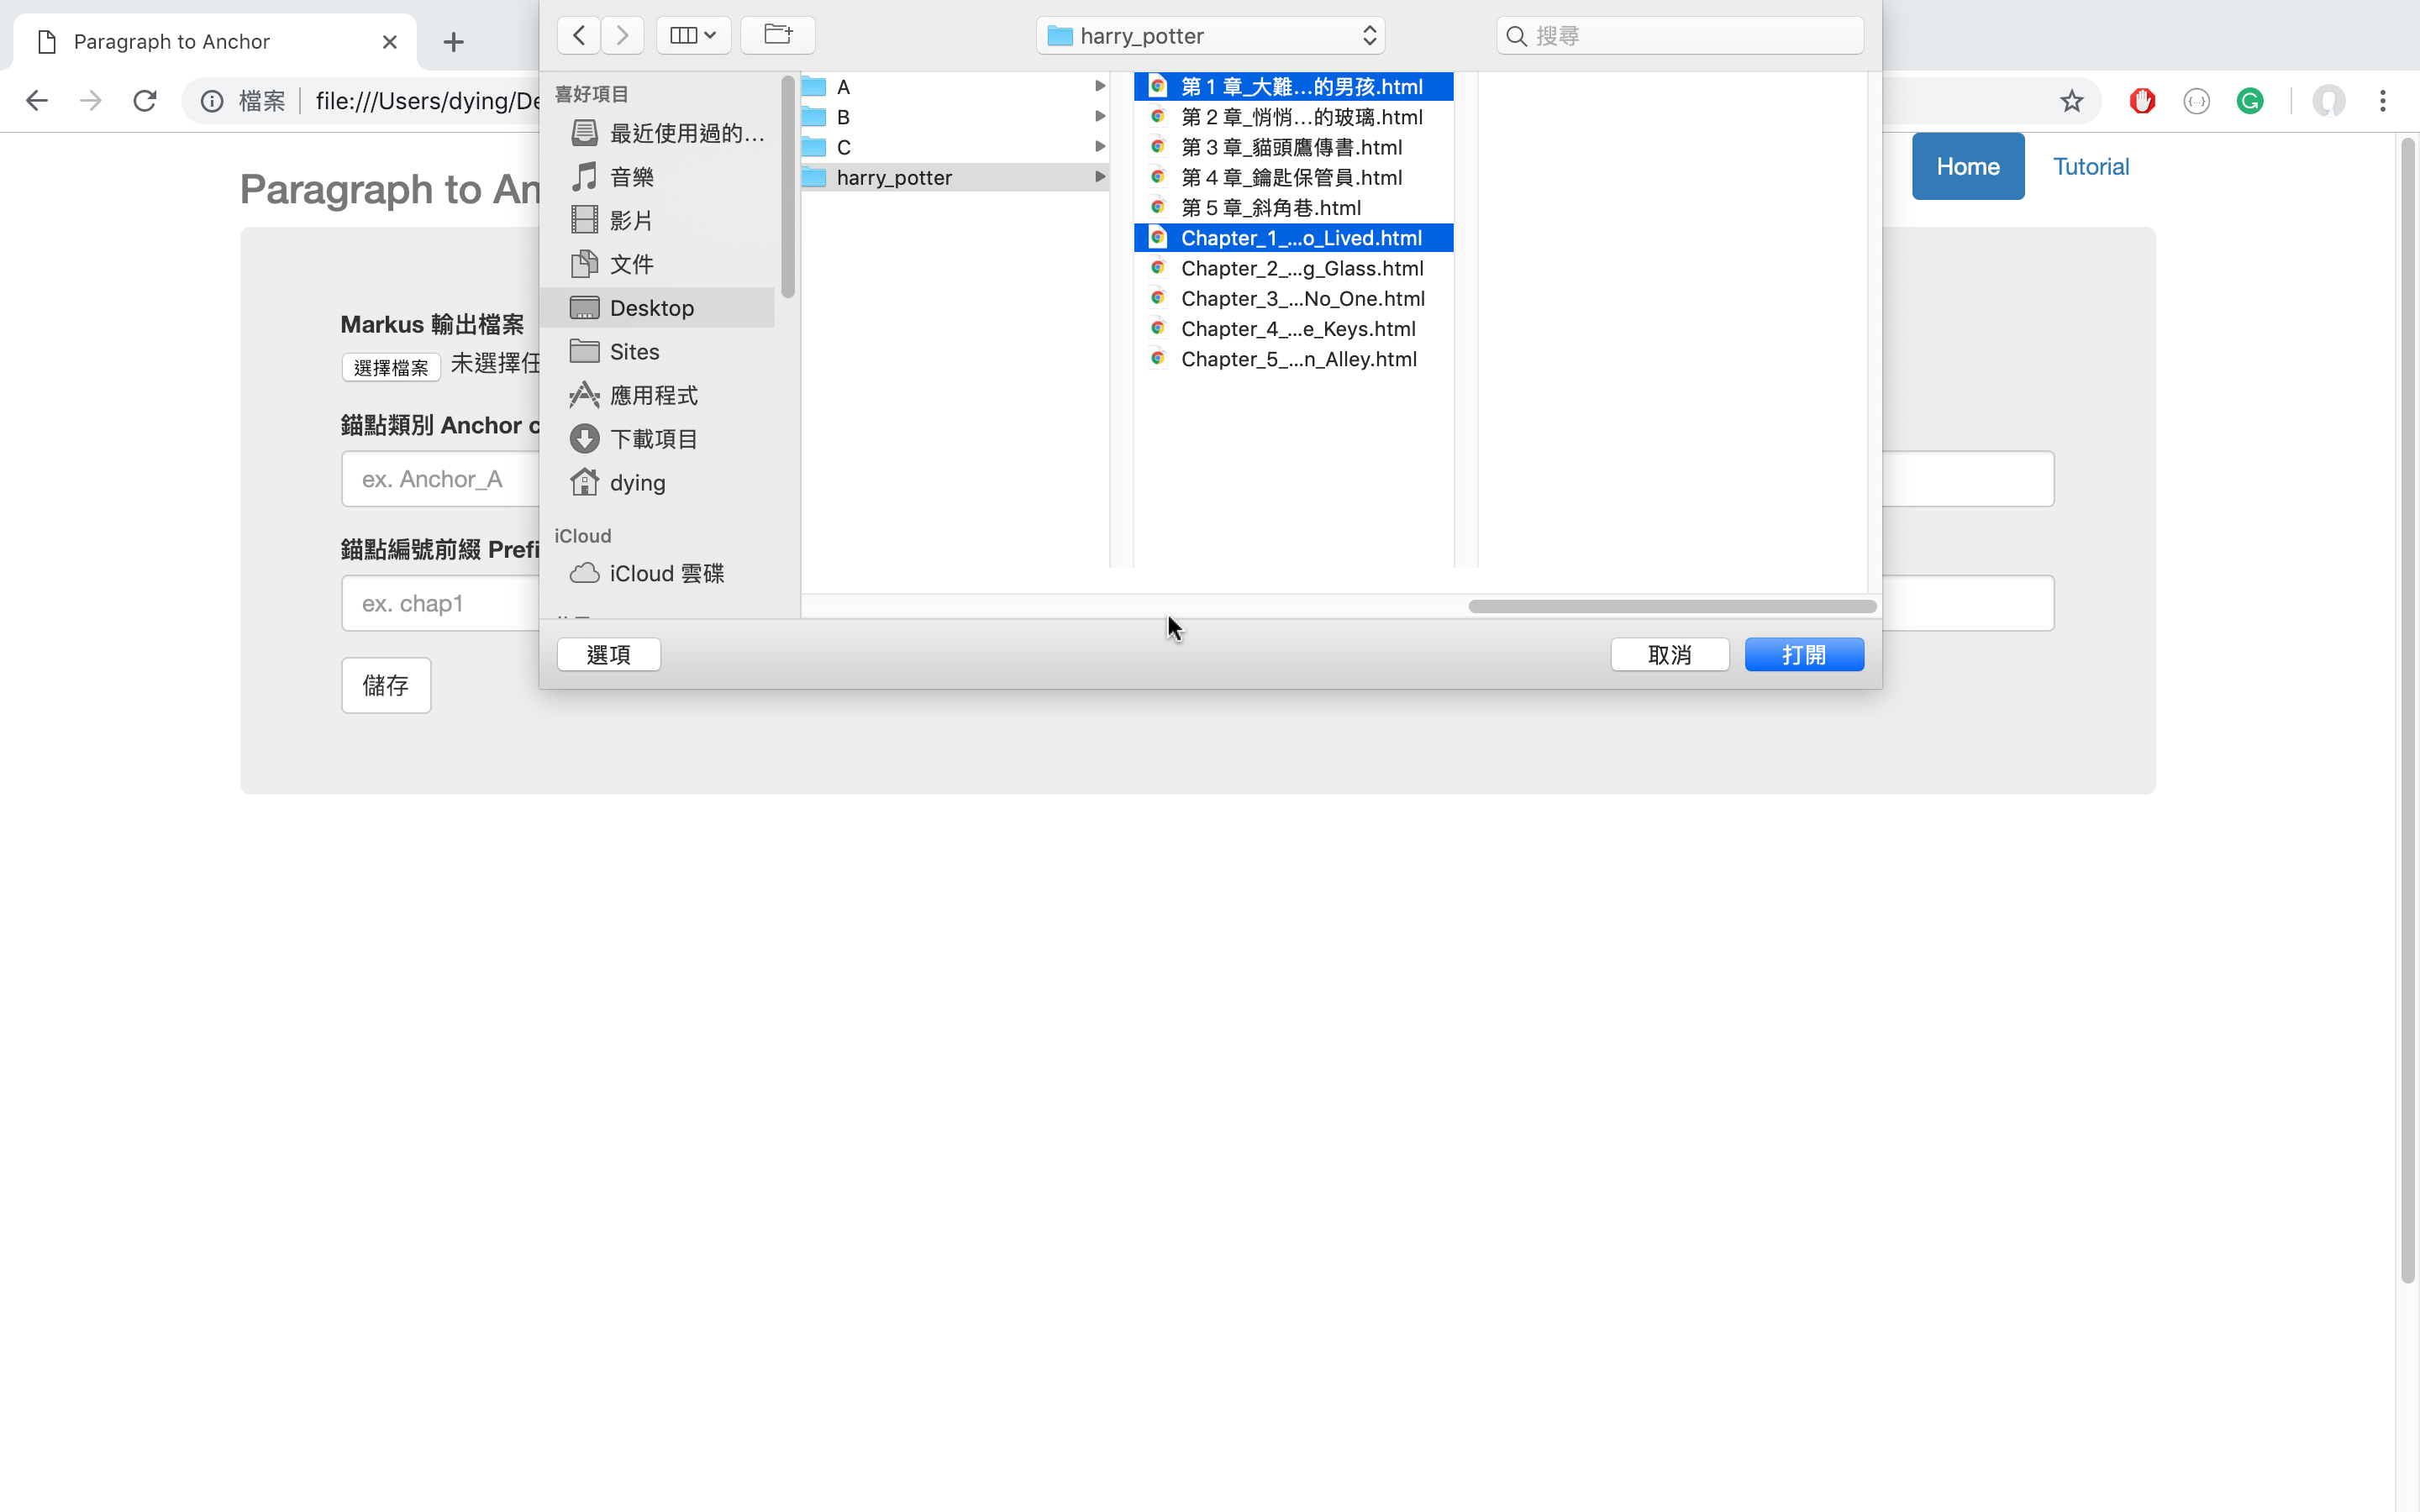 Paragraph to Anchor
harry_potter
搜尋
檔案
file:///Users/dying/De
Home
Tutorial
Paragraph to An
喜好項目
最近使用過的…
音樂
影片
文件
Desktop
Sites
應用程式
下載項目
dying
iCloud
iCloud 雲碟
A
B
C
harry_potter
第 1 章_大難…的男孩.html
第 2 章_悄悄…的玻璃.html
第 3 章_貓頭鷹傳書.html
第 4 章_鑰匙保管員.html
第 5 章_斜角巷.html
Chapter_1_…o_Lived.html
Chapter_2_…g_Glass.html
Chapter_3_…No_One.html
Chapter_4_…e_Keys.html
Chapter_5_…n_Alley.html
選項
取消
打開
Markus 輸出檔案
選擇檔案 未選擇任
錨點類別 Anchor c
ex. Anchor_A
錨點編號前綴 Prefi
ex. chap1
儲存